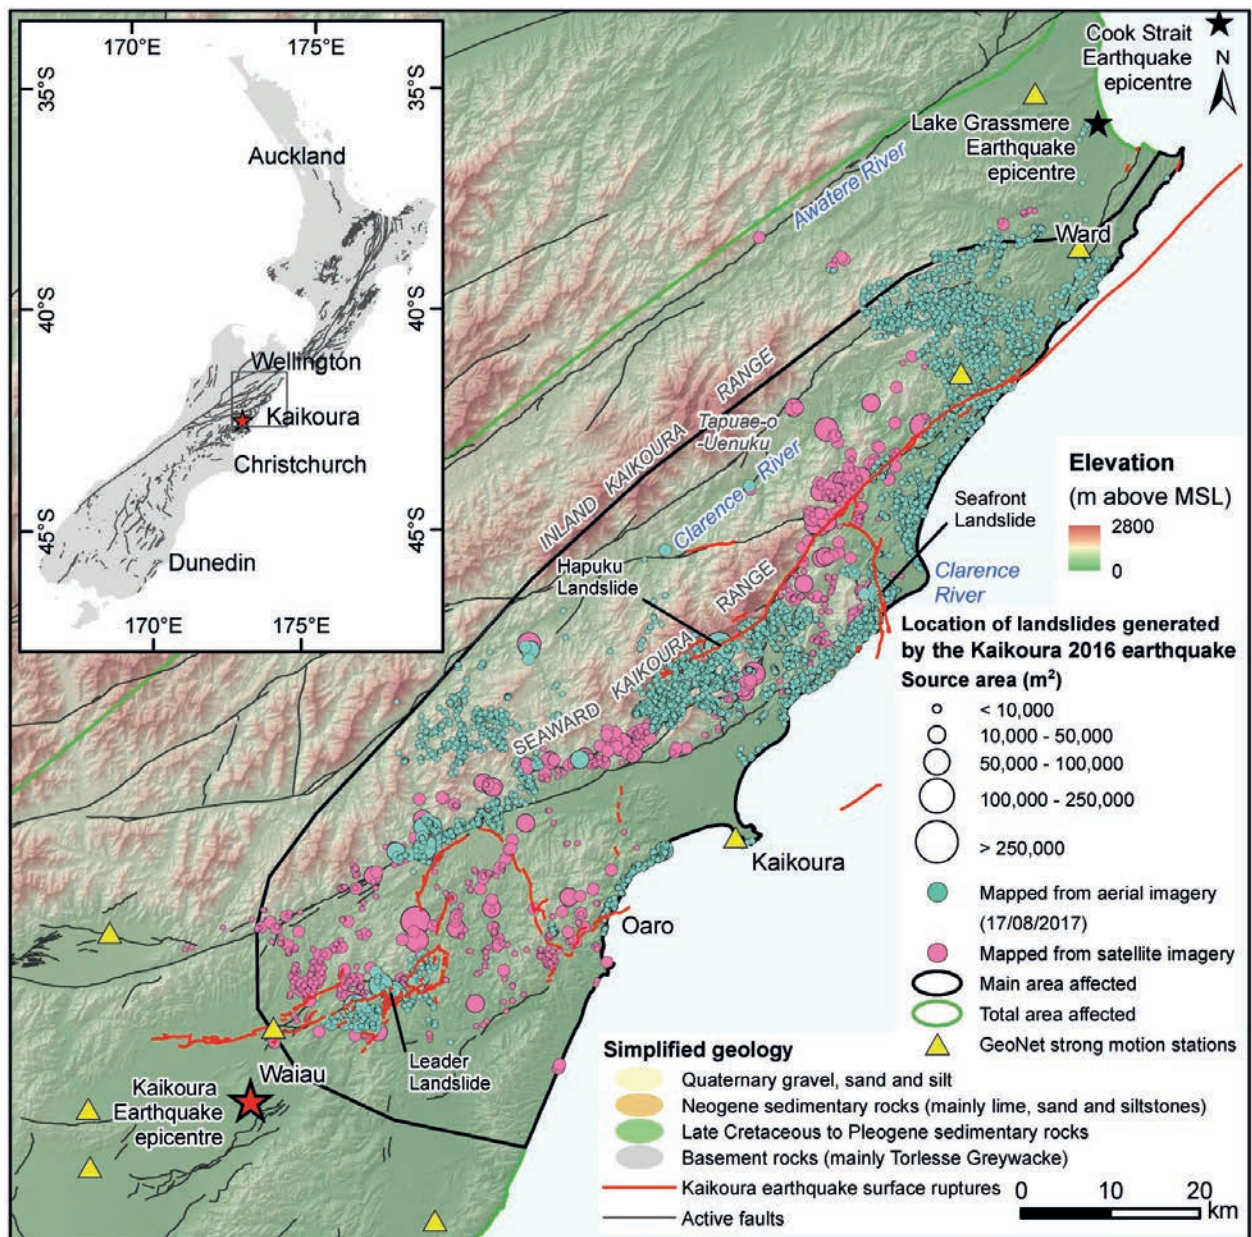 170°E
175°E
35°S
35°S
Auckland
40°S
40°S
Wellington
Kaikoura
Christchurch
45°S
45°S
Dunedin
170°E
175°E
Cook Strait
Earthquake
epicentre
N
Lake Grassmere
Earthquake
epicentre
Awatere River
Ward
INLAND KAIKOURA RANGE
Tapuae-o
-Uenuku
Clarence River
Hapuku
Landslide
SEAWARD KAIKOURA RANGE
Seafront
Landslide
Clarence
River
Kaikoura
Oaro
Leader
Landslide
Waiau
Kaikoura
Earthquake
epicentre
Elevation
(m above MSL)
2800
0
Location of landslides generated
by the Kaikoura 2016 earthquake
Source area (m²)
< 10,000
10,000 - 50,000
50,000 - 100,000
100,000 - 250,000
> 250,000
Mapped from aerial imagery
(17/08/2017)
Mapped from satellite imagery
Main area affected
Total area affected
GeoNet strong motion stations
Simplified geology
Quaternary gravel, sand and silt
Neogene sedimentary rocks (mainly lime, sand and siltstones)
Late Cretaceous to Pleogene sedimentary rocks
Basement rocks (mainly Torlesse Greywacke)
Kaikoura earthquake surface ruptures
Active faults
0 10 20
km